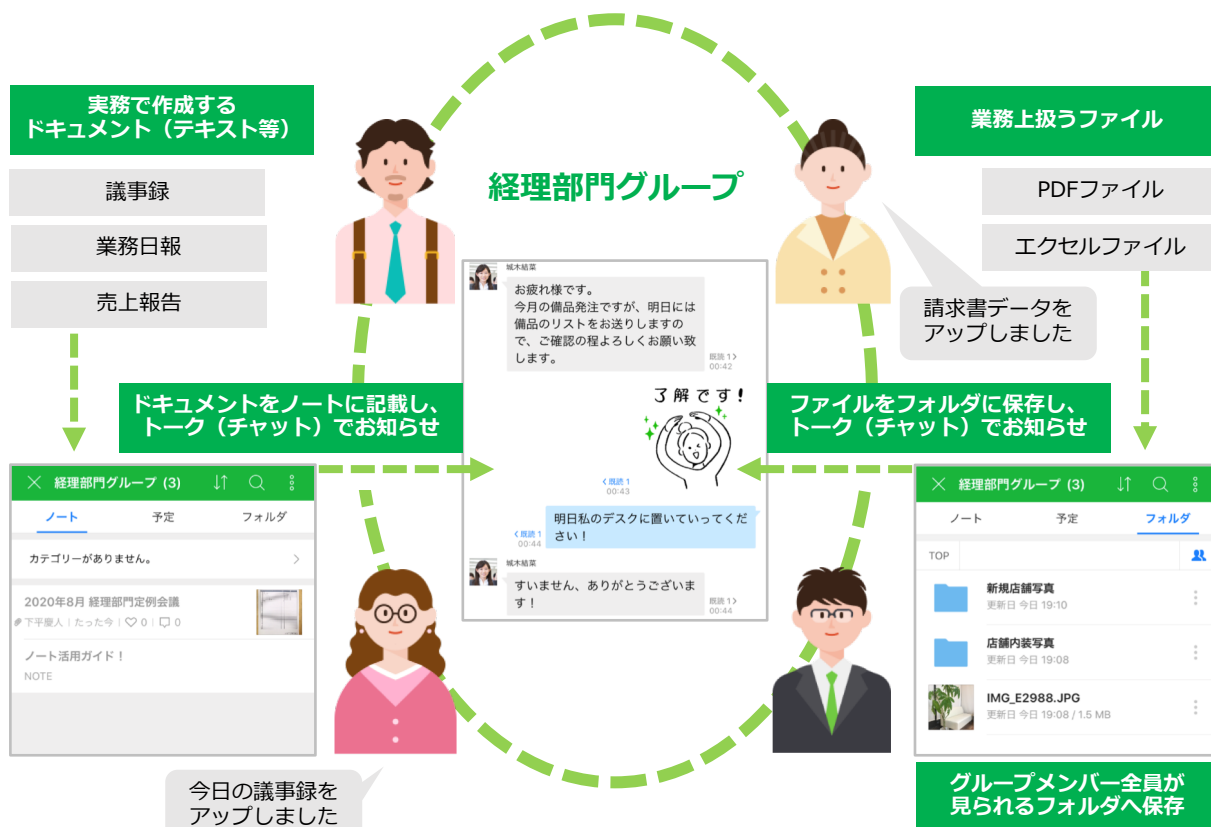 実務で作成する
ドキュメント（テキスト等）
議事録
業務日報
売上報告
経理部門グループ
業務上扱うファイル
PDFファイル
エクセルファイル
請求書データを
アップしました
城木結菜
お疲れ様です。
今月の備品発注ですが、明日には
備品のリストをお送りしますの
で、ご確認の程よろしくお願い致
します。
既読 1
00:42
了解です!
既読 1
00:43
明日私のデスクに置いていってくだ
さい！
既読 1
00:44
城木結菜
すいません、ありがとうございま
す！
既読 1
00:44
ドキュメントをノートに記載し、
トーク（チャット）でお知らせ
ファイルをフォルダに保存し、
トーク（チャット）でお知らせ
経理部門グループ (3)
ノート 予定 フォルダ
カテゴリーがありません。
2020年8月 経理部門定例会議
下平慶人 | たった今 | 0 | 0
ノート活用ガイド！
NOTE
経理部門グループ (3)
ノート 予定 フォルダ
TOP
新規店舗写真
更新日 今日 19:10
店舗内装写真
更新日 今日 19:08
IMG_E2988.JPG
更新日 今日 19:08 / 1.5 MB
今日の議事録を
アップしました
グループメンバー全員が
見られるフォルダへ保存